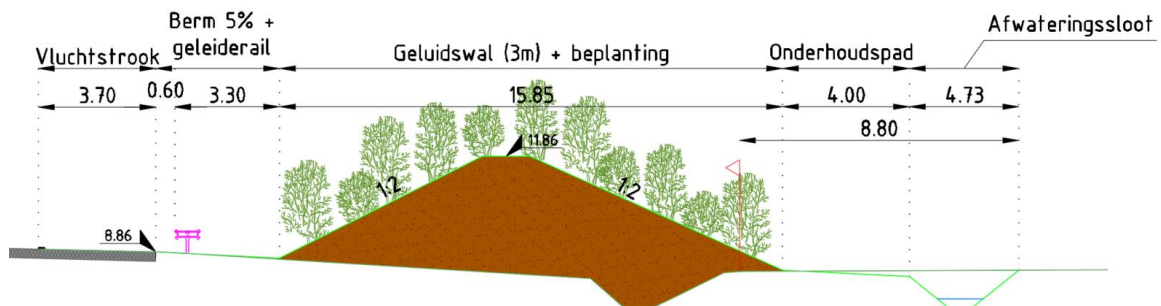 Berm 5% +
geleiderail
Vluchtstrook
Geluidswal (3m) + beplanting
Onderhoudspad
Afwateringssloot
3.70
0.60
3.30
15.85
4.00
4.73
8.80
11.86
1:2
1:2
8.86